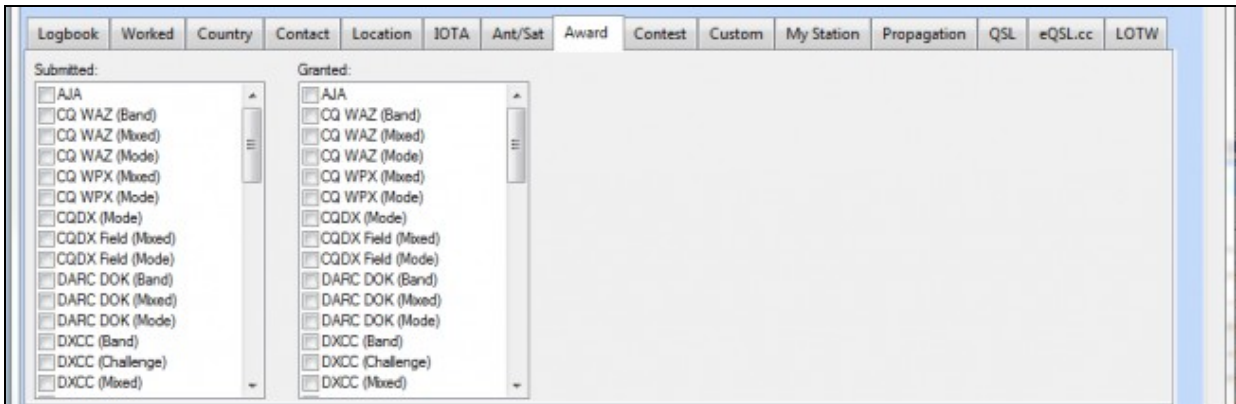 Logbook Worked Country Contact Location IOTA Ant/Sat Award Contest Custom My Station Propagation QSL eQSL.cc LOTW
Submitted:
AJA
CQ WAZ (Band)
CQ WAZ (Mixed)
CQ WAZ (Mode)
CQ WPX (Mixed)
CQ WPX (Mode)
CQDX (Mode)
CQDX Field (Mixed)
CQDX Field (Mode)
DARC DOK (Band)
DARC DOK (Mixed)
DARC DOK (Mode)
DXCC (Band)
DXCC (Challenge)
DXCC (Mixed)
Granted:
AJA
CQ WAZ (Band)
CQ WAZ (Mixed)
CQ WAZ (Mode)
CQ WPX (Mixed)
CQ WPX (Mode)
CQDX (Mode)
CQDX Field (Mixed)
CQDX Field (Mode)
DARC DOK (Band)
DARC DOK (Mixed)
DARC DOK (Mode)
DXCC (Band)
DXCC (Challenge)
DXCC (Mixed)